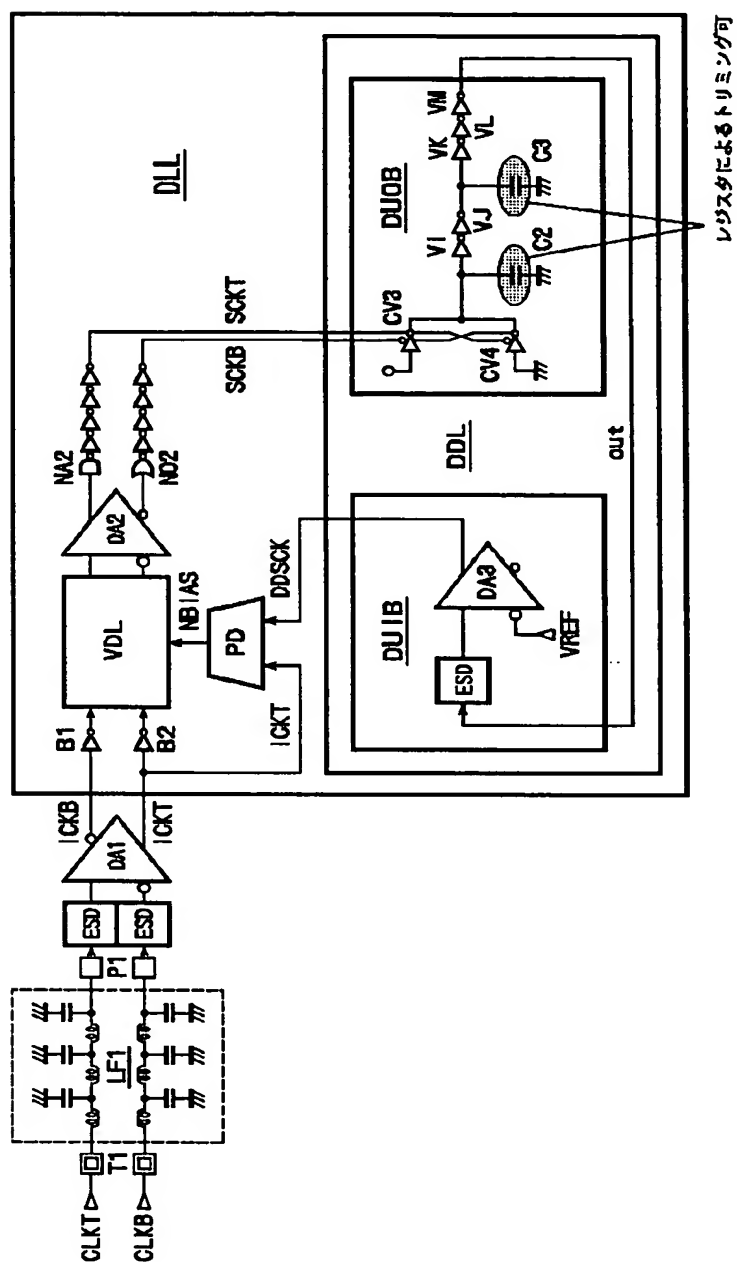 CLKT
CLKB
T1
LF1
P1
ESD
ESD
DA1
ICKB
ICKT
B1
B2
VDL
NBIAS
PD
ICKT
DDSCK
DA2
NA2
NO2
SCKT
SCKB
DLL
DDL
DUIB
ESD
DA3
VREF
out
DUOB
CV3
CV4
VI
VJ
VK
VL
VM
C2
C3
レジスタによるトリミング可